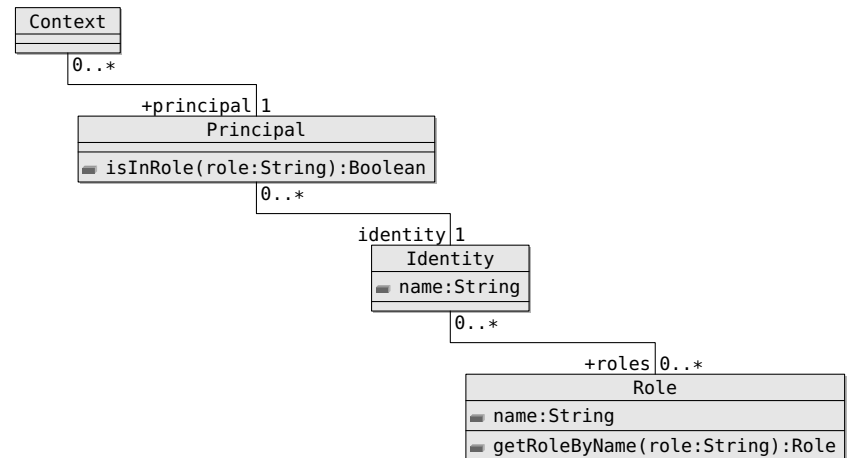 Context
0..*
+principal 1
Principal
isInRole(role:String):Boolean
0..*
identity 1
Identity
name:String
0..*
+roles 0..*
Role
name:String
getRoleByName(role:String):Role